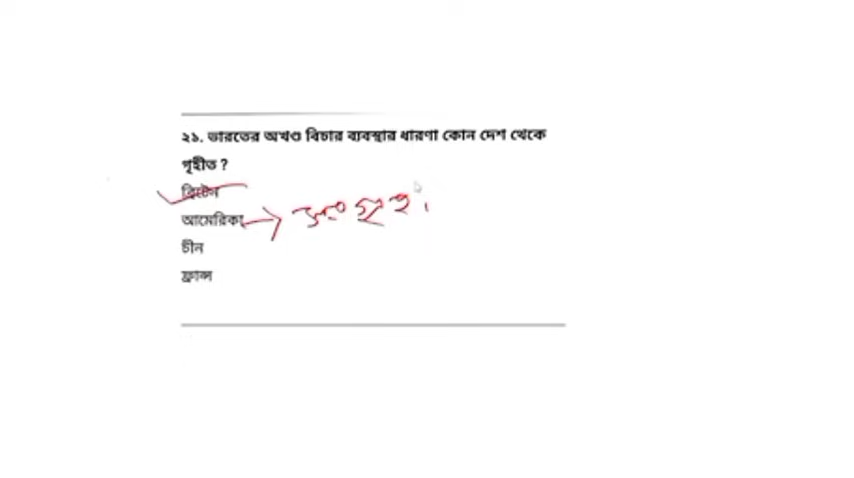 ২১. ভারতের অখণ্ড বিচার ব্যবস্থার ধারণা কোন দেশ থেকে
গৃহীত ?
ব্রিটেন
আমেরিকা
চীন
ফ্রান্স